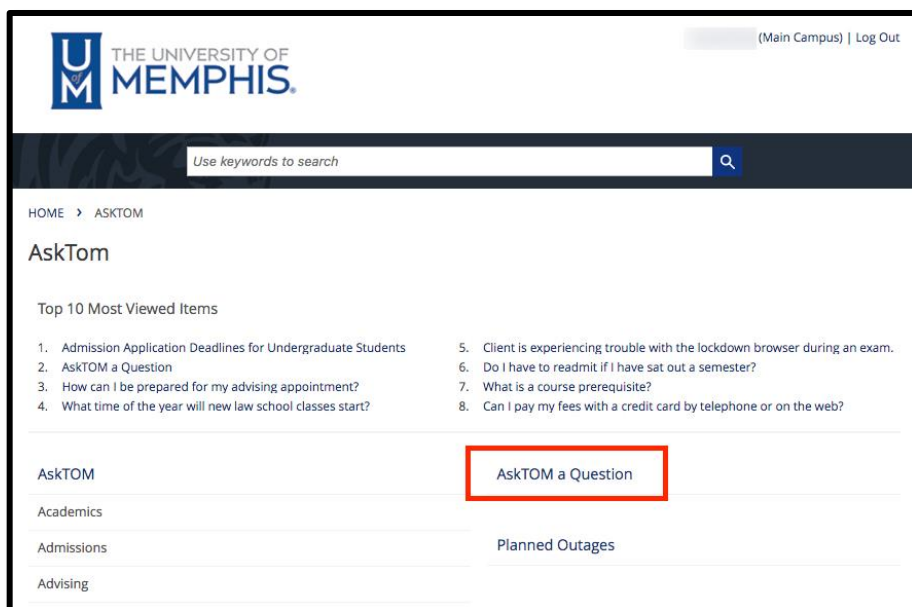 U
of
M
THE UNIVERSITY OF
MEMPHIS®
(Main Campus) | Log Out
Use keywords to search
HOME > ASKTOM
AskTom
Top 10 Most Viewed Items
1. Admission Application Deadlines for Undergraduate Students
2. AskTOM a Question
3. How can I be prepared for my advising appointment?
4. What time of the year will new law school classes start?
5. Client is experiencing trouble with the lockdown browser during an exam.
6. Do I have to readmit if I have sat out a semester?
7. What is a course prerequisite?
8. Can I pay my fees with a credit card by telephone or on the web?
AskTOM
Academics
Admissions
Advising
AskTOM a Question
Planned Outages